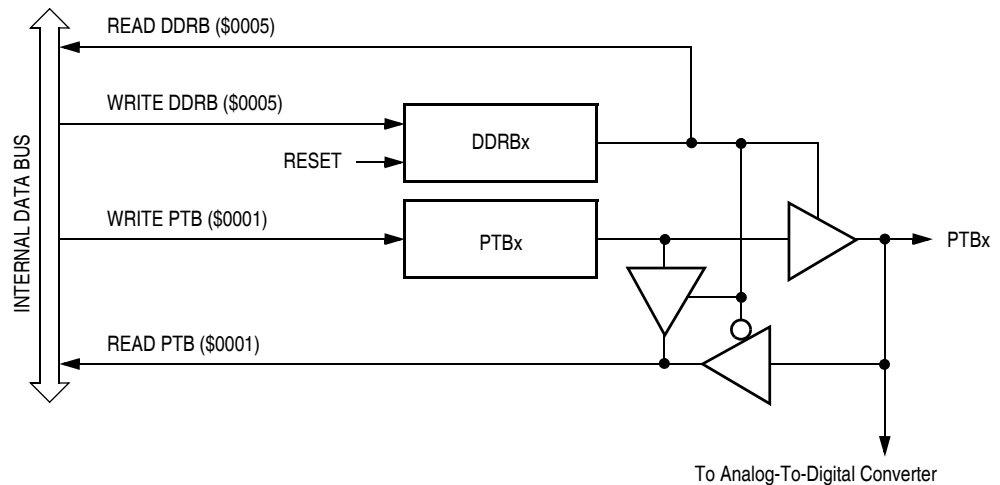 READ DDRB ($0005)
WRITE DDRB ($0005)
DDRBx
RESET
INTERNAL DATA BUS
WRITE PTB ($0001)
PTBx
PTBx
READ PTB ($0001)
To Analog-To-Digital Converter